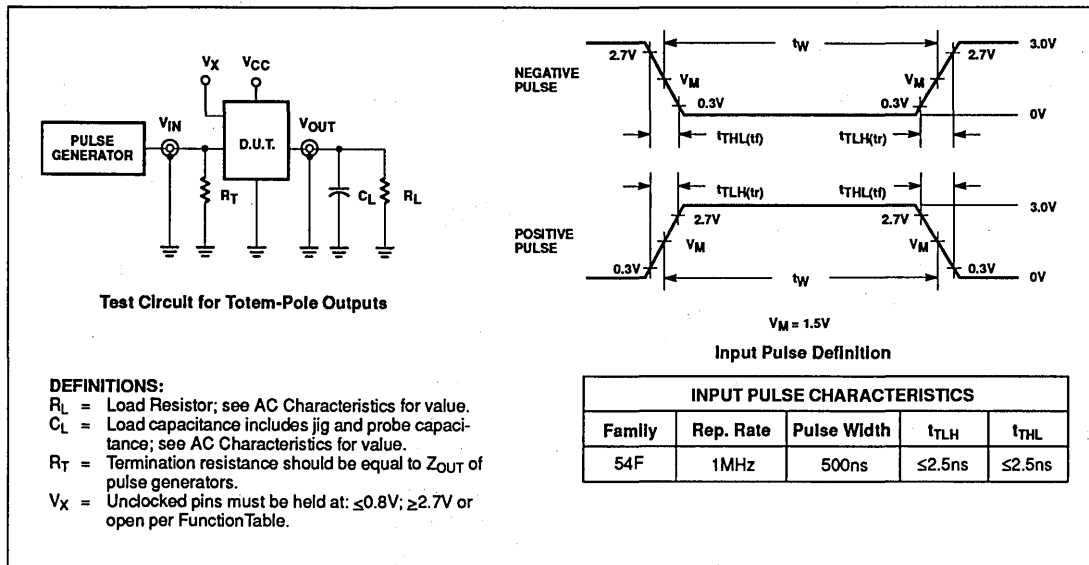 VX
VCC
VIN
VOUT
PULSE
GENERATOR
D.U.T.
RT
CL
RL
Test Circuit for Totem-Pole Outputs
DEFINITIONS:
RL = Load Resistor; see AC Characteristics for value.
CL = Load capacitance includes jig and probe capaci-
tance; see AC Characteristics for value.
RT = Termination resistance should be equal to ZOUT of
pulse generators.
VX = Unclocked pins must be held at: ≤0.8V; ≥2.7V or
open per FunctionTable.
tW
3.0V
2.7V
2.7V
NEGATIVE
PULSE
VM
VM
0.3V
0.3V
0V
tTHL(tf)
tTLH(tr)
tTLH(tr)
tTHL(tf)
3.0V
2.7V
2.7V
POSITIVE
PULSE
VM
VM
0.3V
0.3V
tW
0V
VM = 1.5V
Input Pulse Definition
INPUT PULSE CHARACTERISTICS
Family Rep. Rate Pulse Width tTLH tTHL
54F 1MHz 500ns ≤2.5ns ≤2.5ns